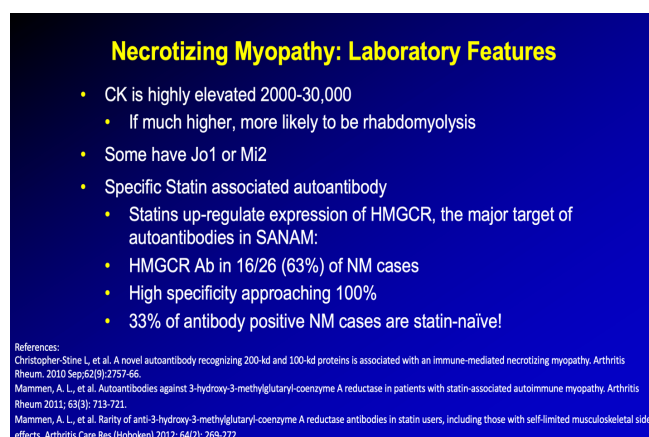 Necrotizing Myopathy: Laboratory Features
• CK is highly elevated 2000-30,000
• If much higher, more likely to be rhabdomyolysis
• Some have Jo1 or Mi2
• Specific Statin associated autoantibody
• Statins up-regulate expression of HMGCR, the major target of
autoantibodies in SANAM:
• HMGCR Ab in 16/26 (63%) of NM cases
• High specificity approaching 100%
• 33% of antibody positive NM cases are statin-naïve!
References:
Christopher-Stine L, et al. A novel autoantibody recognizing 200-kd and 100-kd proteins is associated with an immune-mediated necrotizing myopathy. Arthritis
Rheum. 2010 Sep;62(9):2757-66.
Mammen, A. L., et al. Autoantibodies against 3-hydroxy-3-methylglutaryl-coenzyme A reductase in patients with statin-associated autoimmune myopathy. Arthritis
Rheum 2011; 63(3): 713-721.
Mammen, A. L., et al. Rarity of anti-3-hydroxy-3-methylglutaryl-coenzyme A reductase antibodies in statin users, including those with self-limited musculoskeletal side
effects. Arthritis Care Res (Hoboken) 2012; 64(2): 269-272